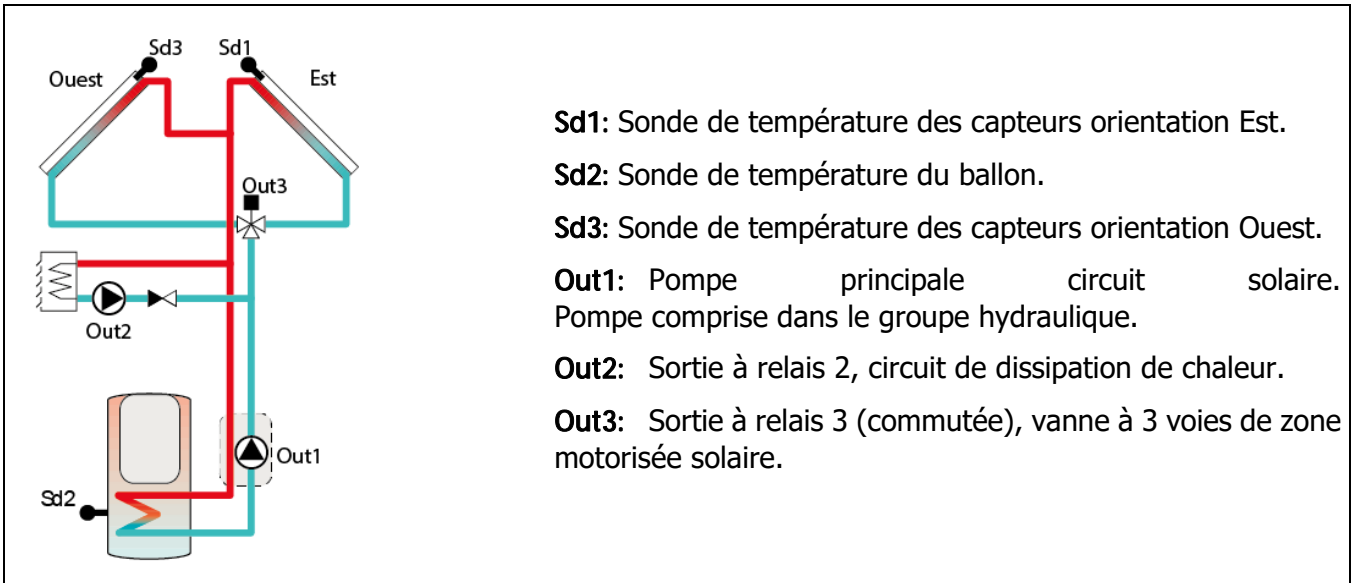 Sd3
Sd1
Ouest
Est
Out3
Out2
Out1
Sd2
Sd1: Sonde de température des capteurs orientation Est.
Sd2: Sonde de température du ballon.
Sd3: Sonde de température des capteurs orientation Ouest.
Out1: Pompe principale circuit solaire.
Pompe comprise dans le groupe hydraulique.
Out2: Sortie à relais 2, circuit de dissipation de chaleur.
Out3: Sortie à relais 3 (commutée), vanne à 3 voies de zone
motorisée solaire.